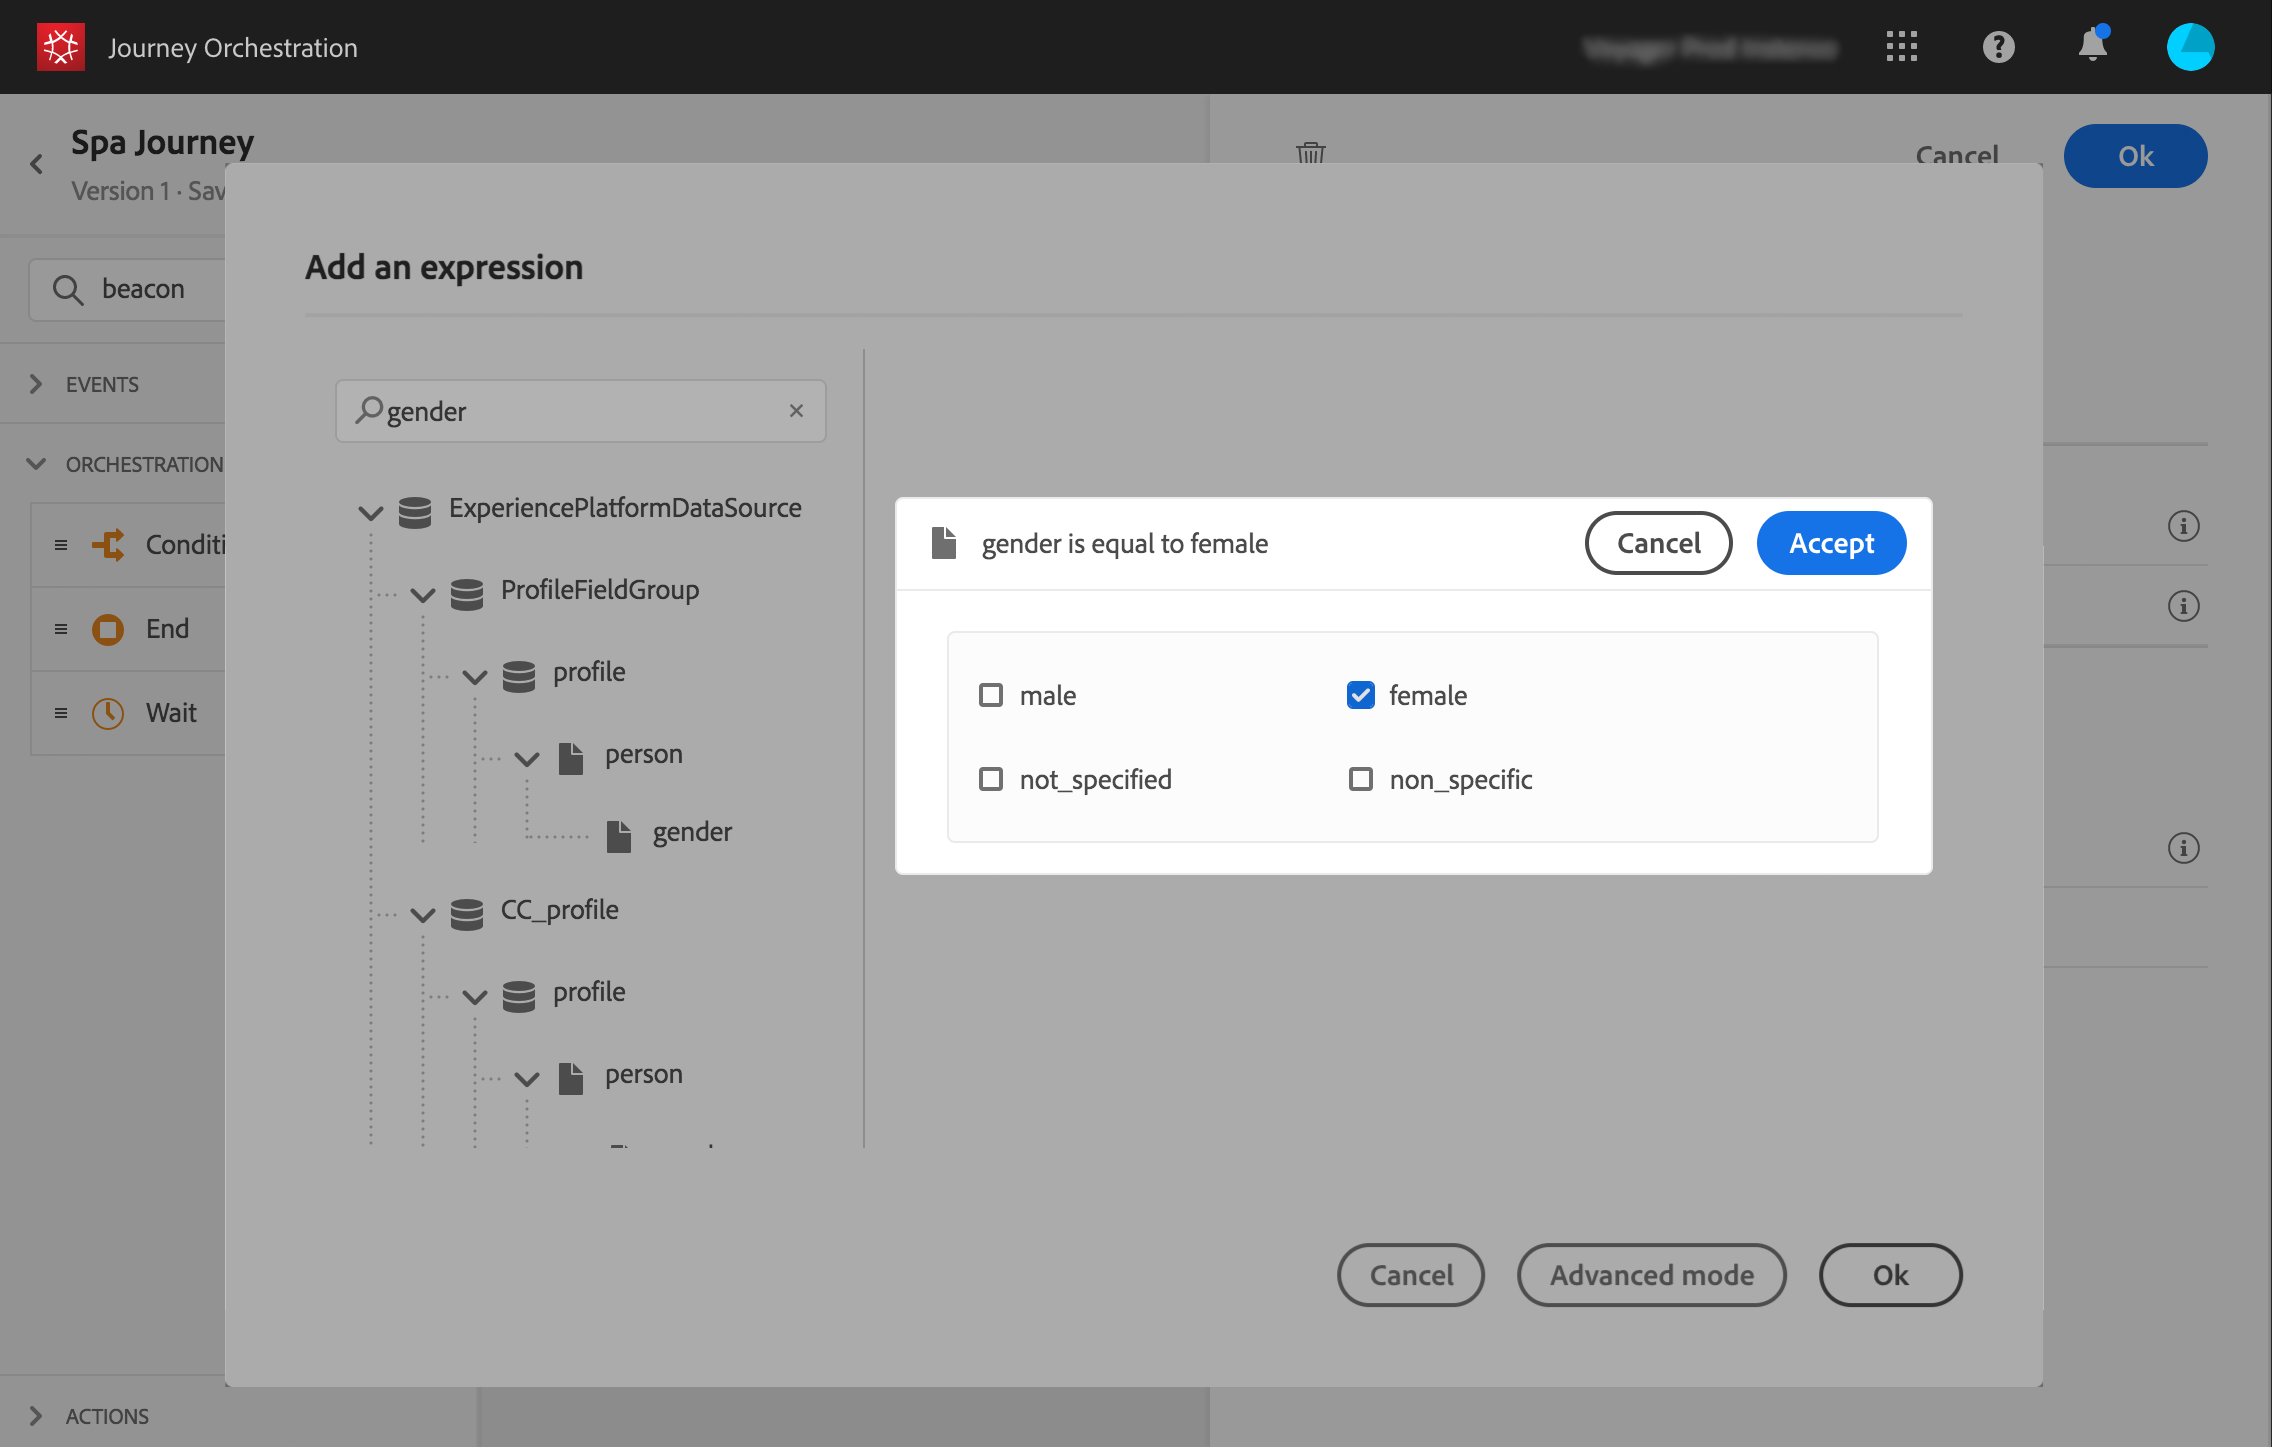 Journey Orchestration
Spa Journey
Version 1 · Sav
Cancel
Ok
beacon
EVENTS
ORCHESTRATION
Conditi
End
Wait
ACTIONS
Add an expression
gender
ExperiencePlatformDataSource
ProfileFieldGroup
profile
person
gender
CC_profile
profile
person
gender is equal to female
Cancel
Accept
male
female
not_specified
non_specific
Cancel
Advanced mode
Ok